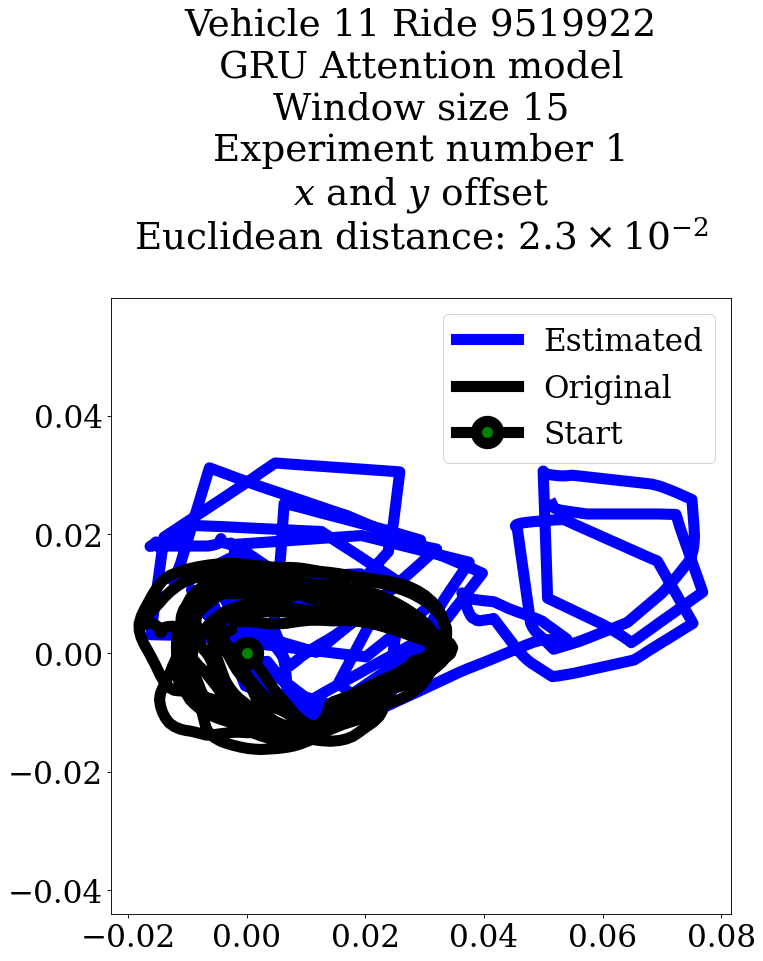 Vehicle 11 Ride 9519922
GRU Attention model
Window size 15
Experiment number 1
x and y offset
Euclidean distance: 2.3 × 10⁻²
Estimated
Original
Start
0.04
0.02
0.00
−0.02
−0.04
−0.02 0.00 0.02 0.04 0.06 0.08